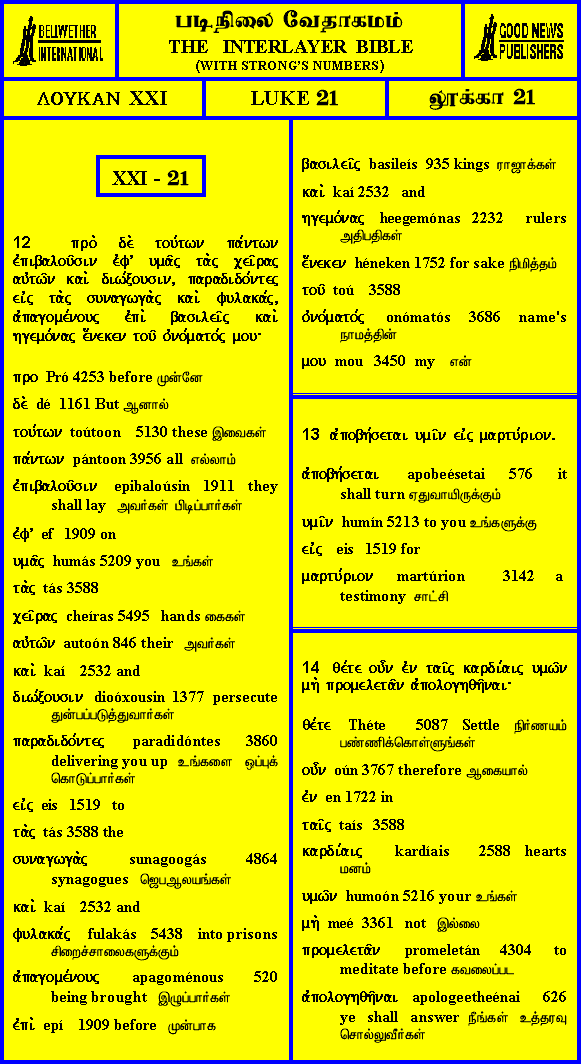 BELLWETHER
INTERNATIONAL
படிநிலை வேதாகமம்
THE INTERLAYER BIBLE
(WITH STRONG'S NUMBERS)
GOOD NEWS
PUBLISHERS
ΛΟΥΚΑΝ XXI
LUKE 21
லூக்கா 21
XXI - 21
12 πρὸ δὲ τούτων πάντων
ἐπιβαλοῦσιν ἐφ' υμᾶς τὰς χεῖρας
αὐτῶν καὶ διώξουσιν, παραδιδόντες
εἰς τὰς συναγωγὰς καὶ φυλακάς,
ἀπαγομένους ἐπὶ βασιλεῖς καὶ
ηγεμόνας ἕνεκεν τοῦ ὀνόματός μου·
προ Pró 4253 before முன்னே
δὲ dé 1161 But ஆனால்
τούτων toútoon 5130 these இவைகள்
πάντων pántoon 3956 all எல்லாம்
ἐπιβαλοῦσιν epibaloúsin 1911 they
shall lay அவர்கள் பிடிப்பார்கள்
ἐφ' ef 1909 on
υμᾶς humás 5209 you உங்கள்
τὰς tás 3588
χεῖρας cheíras 5495 hands கைகள்
αὐτῶν autoón 846 their அவர்கள்
καὶ kaí 2532 and
διώξουσιν dioóxousin 1377 persecute
துன்பப்படுத்துவார்கள்
παραδιδόντες paradidóntes 3860
delivering you up உங்களை ஒப்புக்
கொடுப்பார்கள்
εἰς eis 1519 to
τὰς tás 3588 the
συναγωγὰς sunagoogás 4864
synagogues ஜெபஆலயங்கள்
καὶ kaí 2532 and
φυλακάς fulakás 5438 into prisons
சிறைச்சாலைகளுக்கும்
ἀπαγομένους apagoménous 520
being brought இழுப்பார்கள்
ἐπὶ epí 1909 before முன்பாக
βασιλεῖς basileís 935 kings ராஜாக்கள்
καὶ kaí 2532 and
ηγεμόνας heegemónas 2232 rulers
அதிபதிகள்
ἕνεκεν héneken 1752 for sake நிமித்தம்
τοῦ toú 3588
ὀνόματός onómatós 3686 name's
நாமத்தின்
μου mou 3450 my என்
13 ἀποβήσεται υμῖν εἰς μαρτύριον.
ἀποβήσεται apobeésetai 576 it
shall turn ஏதுவாயிருக்கும்
υμῖν humín 5213 to you உங்களுக்கு
εἰς eis 1519 for
μαρτύριον martúrion 3142 a
testimony சாட்சி
14 θέτε οὖν ἐν ταῖς καρδίαις υμῶν
μὴ προμελετᾶν ἀπολογηθῆναι·
θέτε Théte 5087 Settle நிர்ணயம்
பண்ணிக்கொள்ளுங்கள்
οὖν oún 3767 therefore ஆகையால்
ἐν en 1722 in
ταῖς taís 3588
καρδίαις kardíais 2588 hearts
மனம்
υμῶν humoón 5216 your உங்கள்
μὴ meé 3361 not இல்லை
προμελετᾶν promeletán 4304 to
meditate before கவலைப்பட
ἀπολογηθῆναι apologeetheénai 626
ye shall answer நீங்கள் உத்தரவு
சொல்லுவீர்கள்